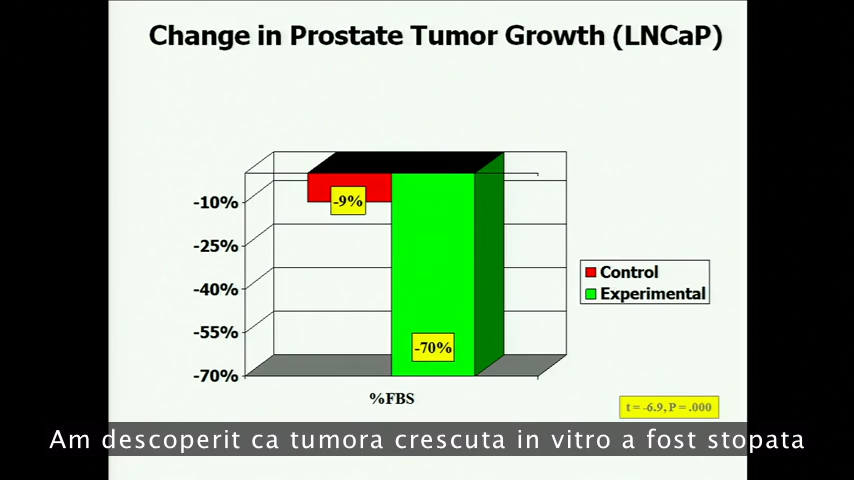 Change in Prostate Tumor Growth (LNCaP)
-10%
-25%
-40%
-55%
-70%
-9%
-70%
%FBS
Control
Experimental
t = -6.9, P = .000
Am descoperit ca tumora crescuta in vitro a fost stopata